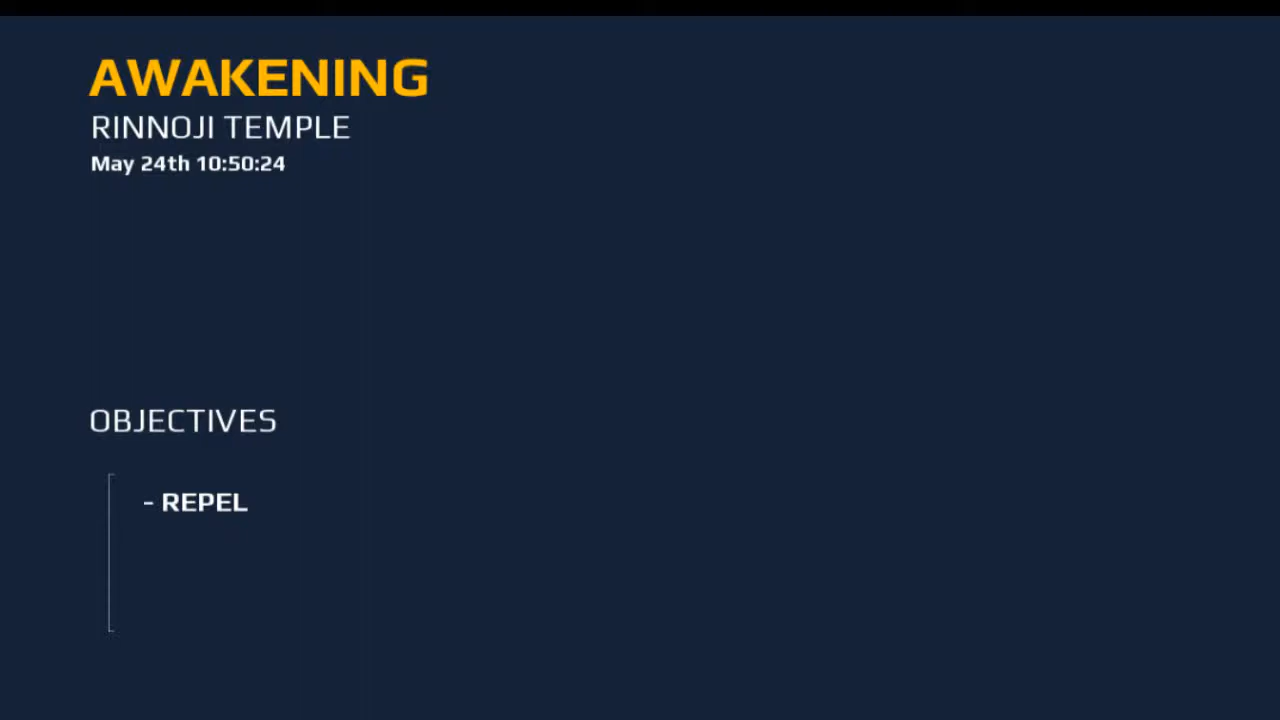 AWAKENING
RINNOJI TEMPLE
May 24th 10:50:24
OBJECTIVES
- REPEL